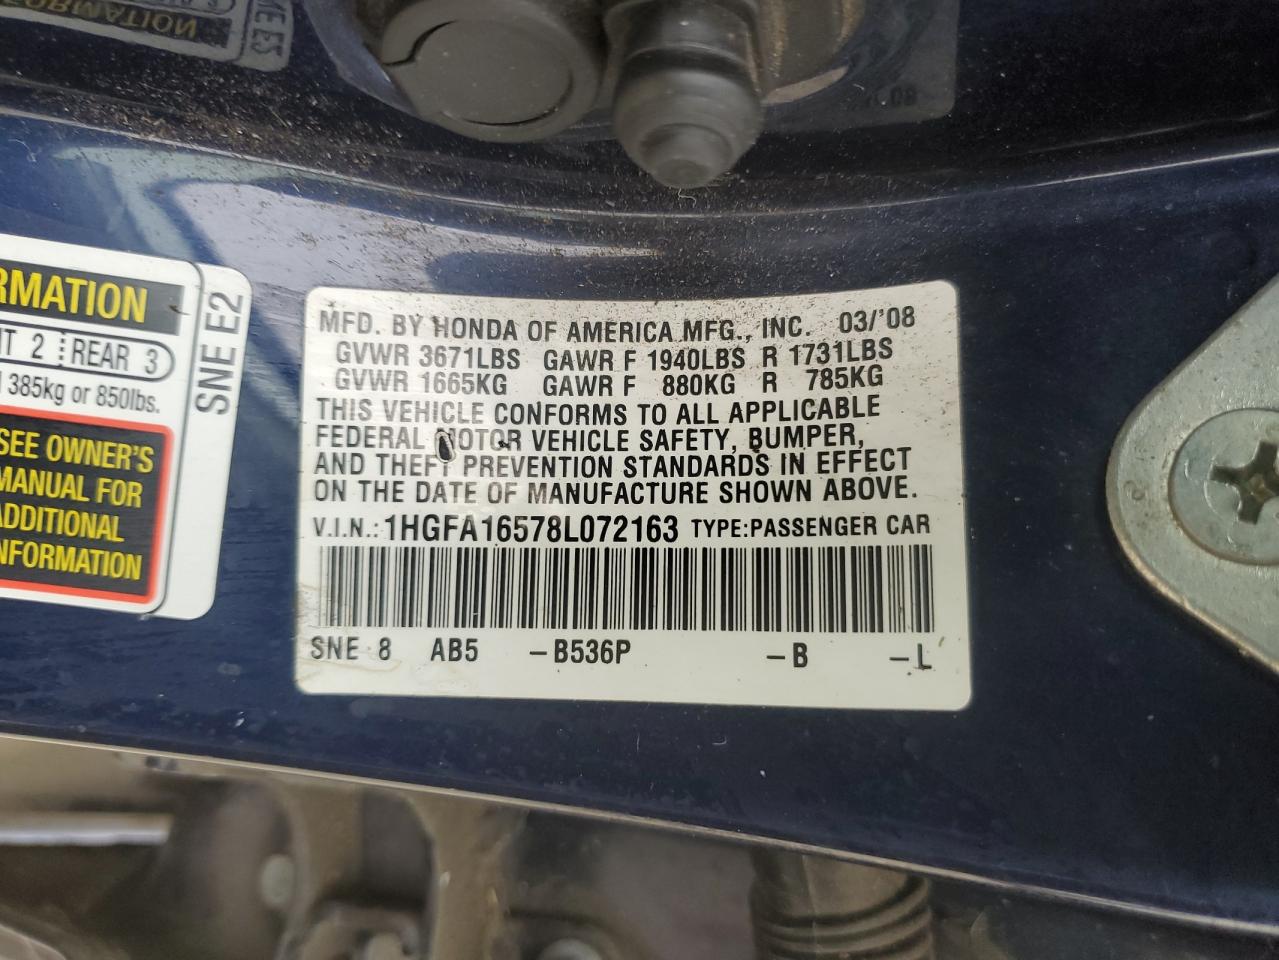 RMATION
NT 2 REAR 3
385kg or 850lbs.
SEE OWNER'S
MANUAL FOR
ADDITIONAL
INFORMATION
SNE E2
MFD. BY HONDA OF AMERICA MFG., INC. 03/'08
GVWR 3671LBS GAWR F 1940LBS R 1731LBS
GVWR 1665KG GAWR F 880KG R 785KG
THIS VEHICLE CONFORMS TO ALL APPLICABLE
FEDERAL MOTOR VEHICLE SAFETY, BUMPER,
AND THEFT PREVENTION STANDARDS IN EFFECT
ON THE DATE OF MANUFACTURE SHOWN ABOVE.
V.I.N.: 1HGFA16578L072163 TYPE:PASSENGER CAR
SNE 8 AB5 -B536P -B -L